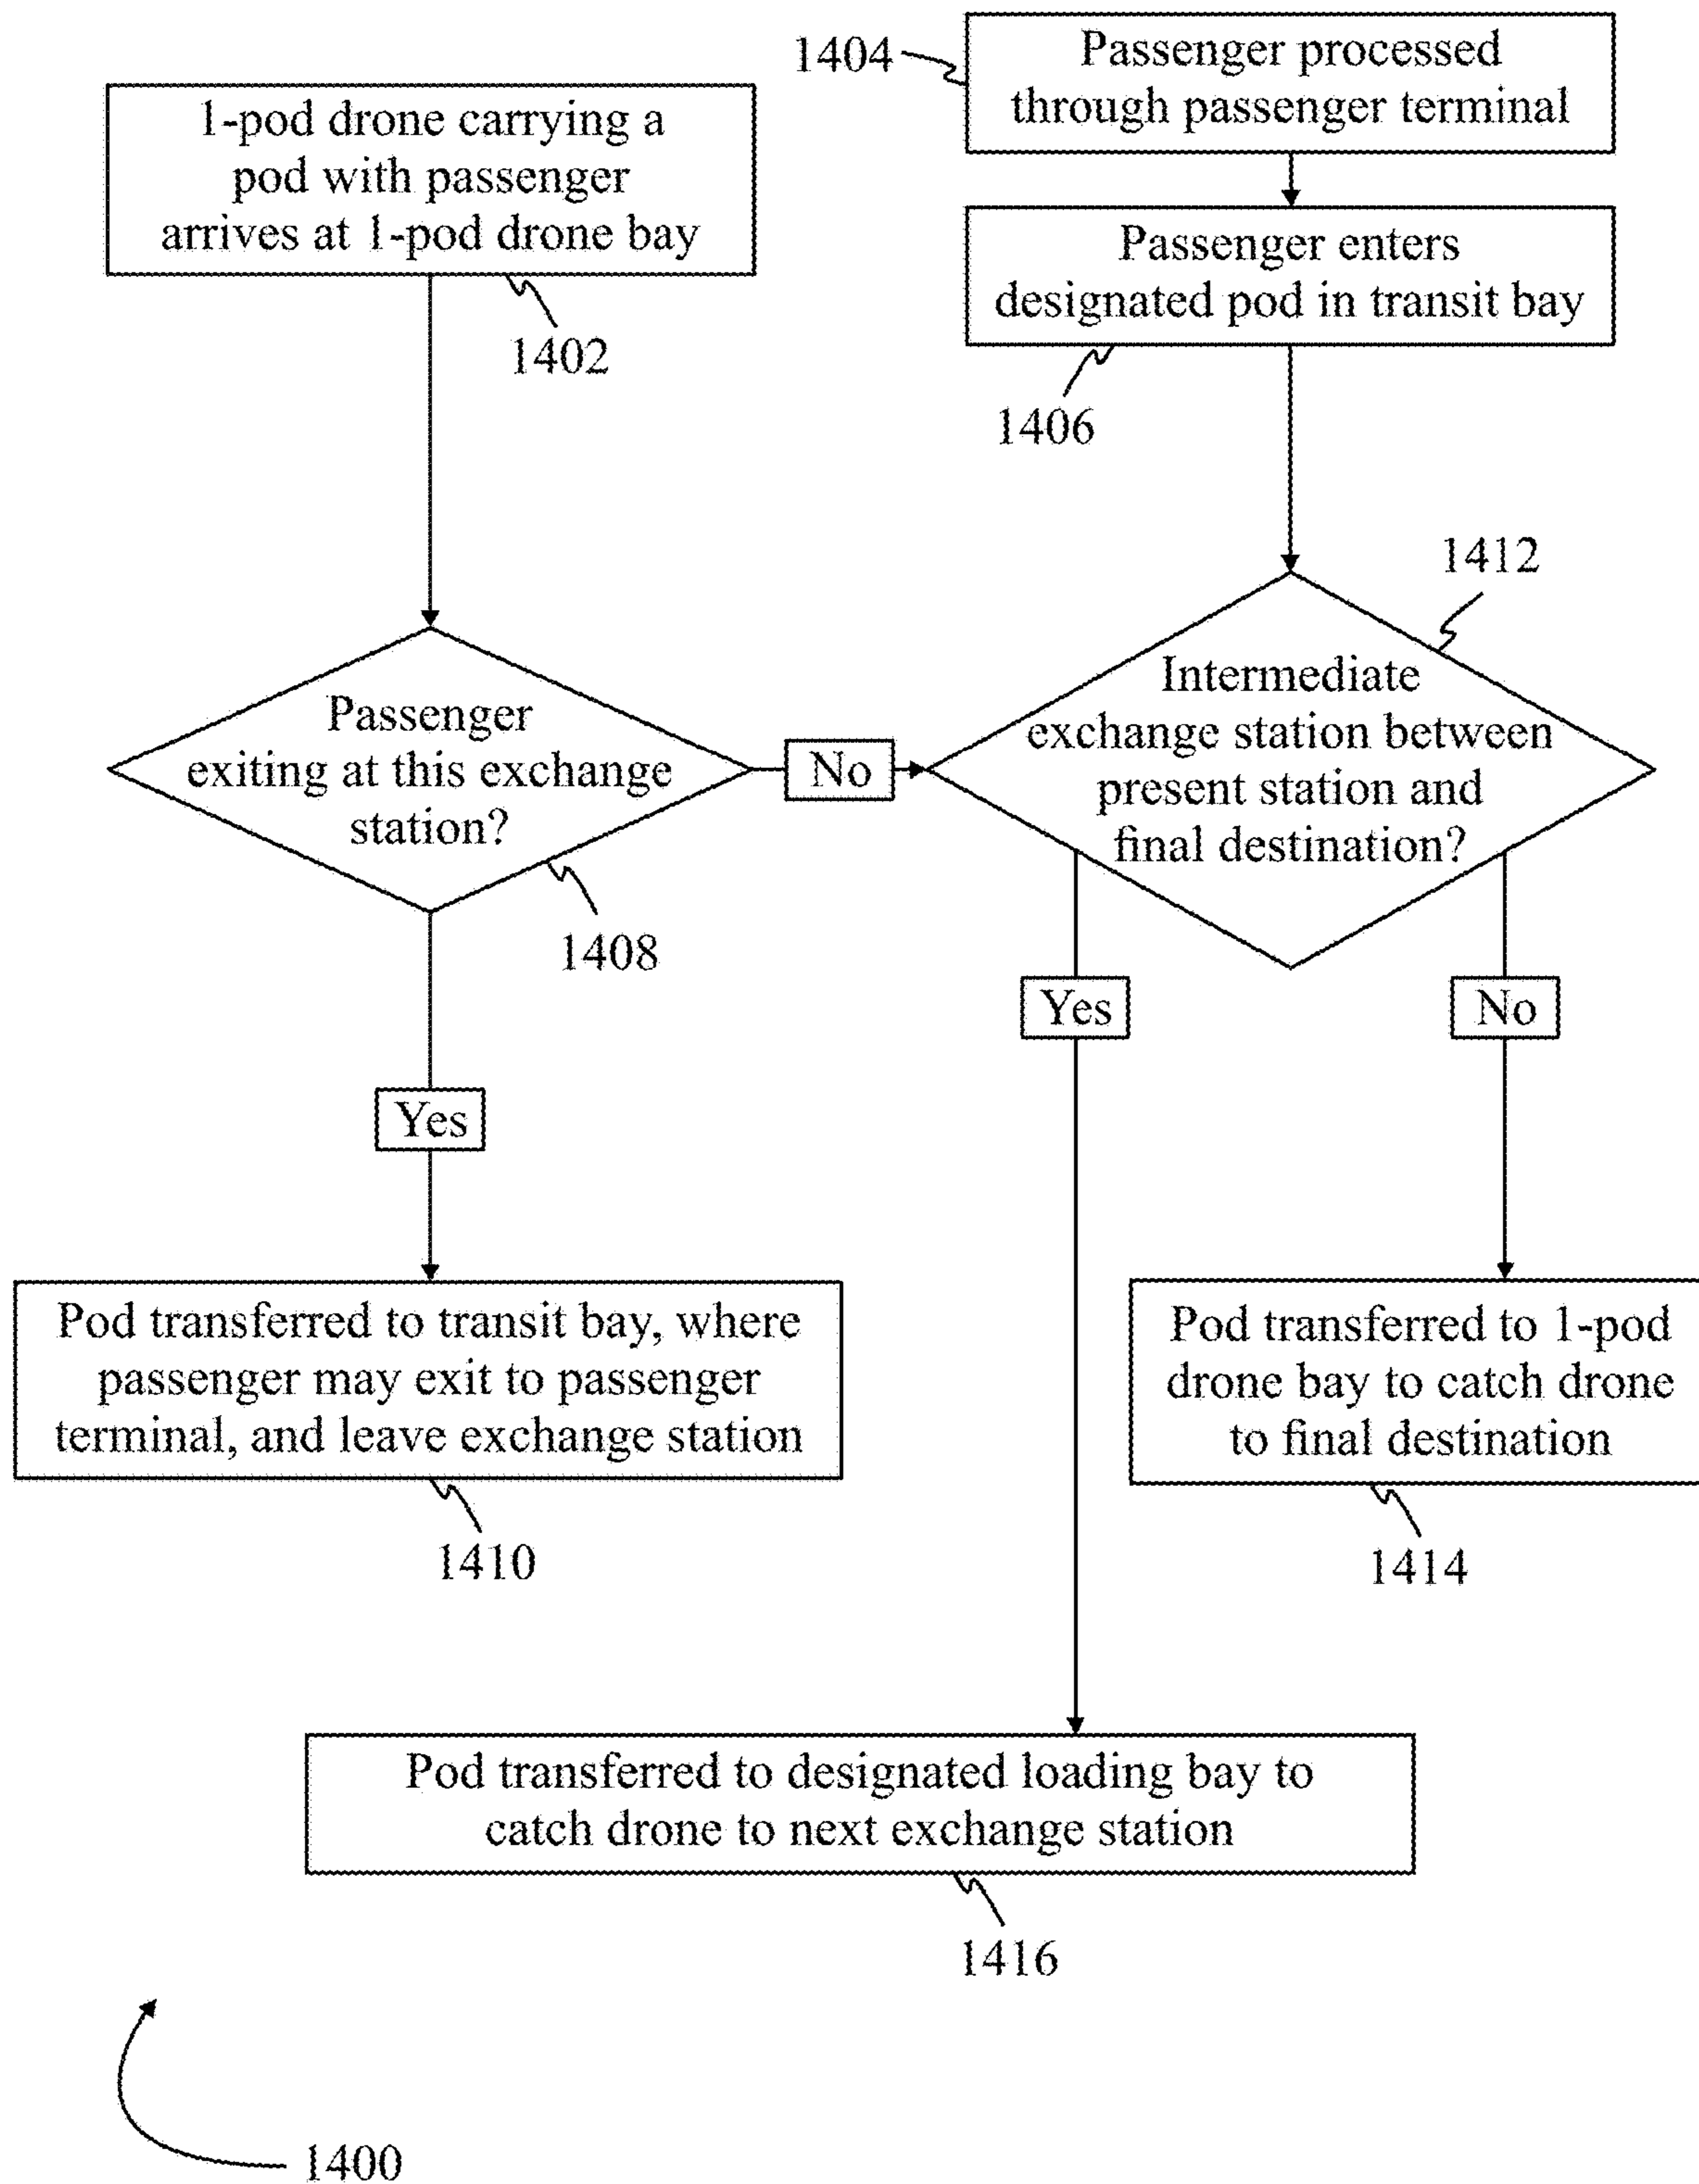 1404
Passenger processed
through passenger terminal
1-pod drone carrying a
pod with passenger
arrives at 1-pod drone bay
1402
Passenger enters
designated pod in transit bay
1406
1412
Passenger
exiting at this exchange
station?
1408
No
Intermediate
exchange station between
present station and
final destination?
Yes
No
Yes
Pod transferred to transit bay, where
passenger may exit to passenger
terminal, and leave exchange station
1410
Pod transferred to 1-pod
drone bay to catch drone
to final destination
1414
Pod transferred to designated loading bay to
catch drone to next exchange station
1416
1400